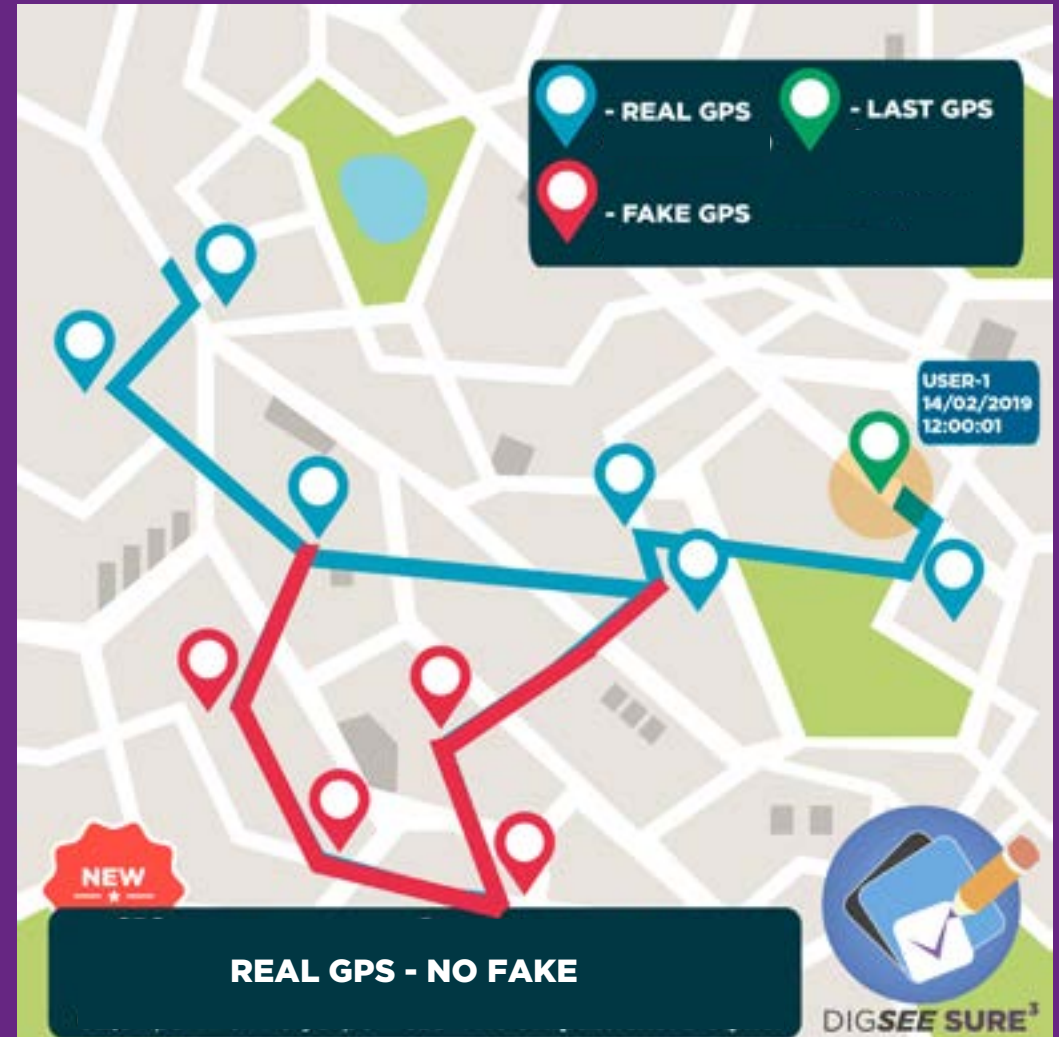 - REAL GPS
- LAST GPS
- FAKE GPS
USER-1
14/02/2019
12:00:01
NEW
REAL GPS - NO FAKE
DIGSEE SURE³